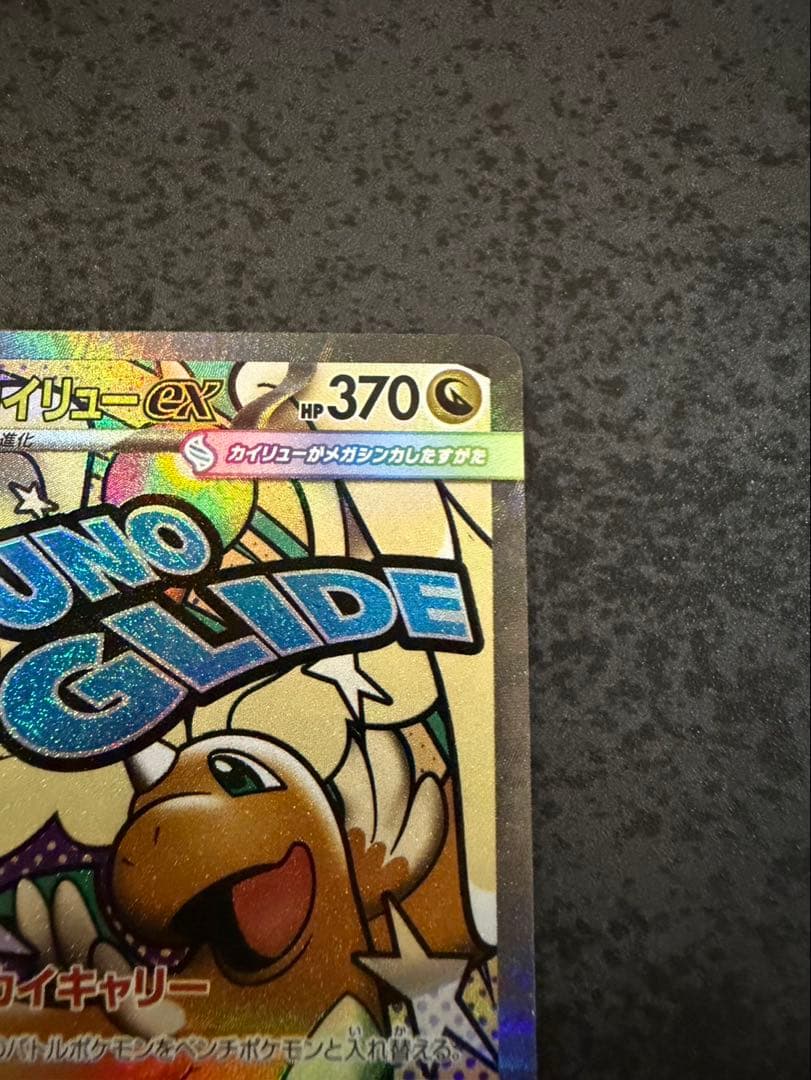 イリューex HP370
進化
カイリューがメガシンカしたすがた
UNO
GLIDE
カイキャリー
バトルポケモンをベンチポケモンと入れ替える。
い か